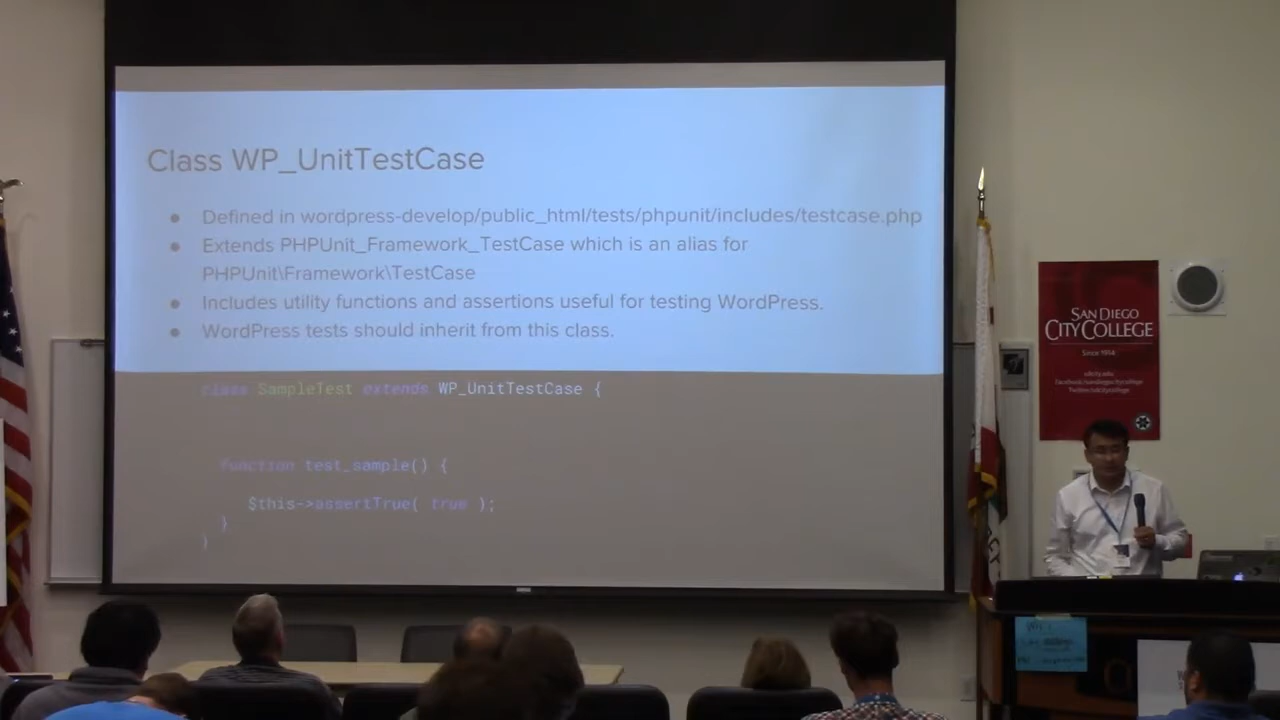 Class WP_UnitTestCase
● Defined in wordpress-develop/public_html/tests/phpunit/includes/testcase.php
● Extends PHPUnit_Framework_TestCase which is an alias for
PHPUnit\Framework\TestCase
● Includes utility functions and assertions useful for testing WordPress.
● WordPress tests should inherit from this class.
class SampleTest extends WP_UnitTestCase {
function test_sample() {
$this->assertTrue( true );
}
}
SAN DIEGO
CITY COLLEGE
Since 1914